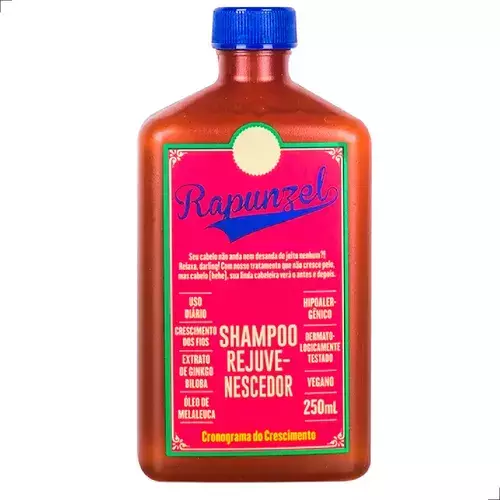 Rapunzel
Seu cabelo não anda nem desanda do jeito nenhum?!
Relaxa, darling! Com nosso tratamento que não cresce pelo,
mas cabelo (hehe), sua linda cabeleira verá o antes e depois.
USO
DIÁRIO
CRESCIMENTO
DOS FIOS
EXTRATO
DE GINKGO
BILOBA
ÓLEO DE
MELALEUCA
SHAMPOO
REJUVE-
NESCEDOR
HIPOALER-
GÊNICO
DERMATO-
LOGICAMENTE
TESTADO
VEGANO
250mL
Cronograma do Crescimento